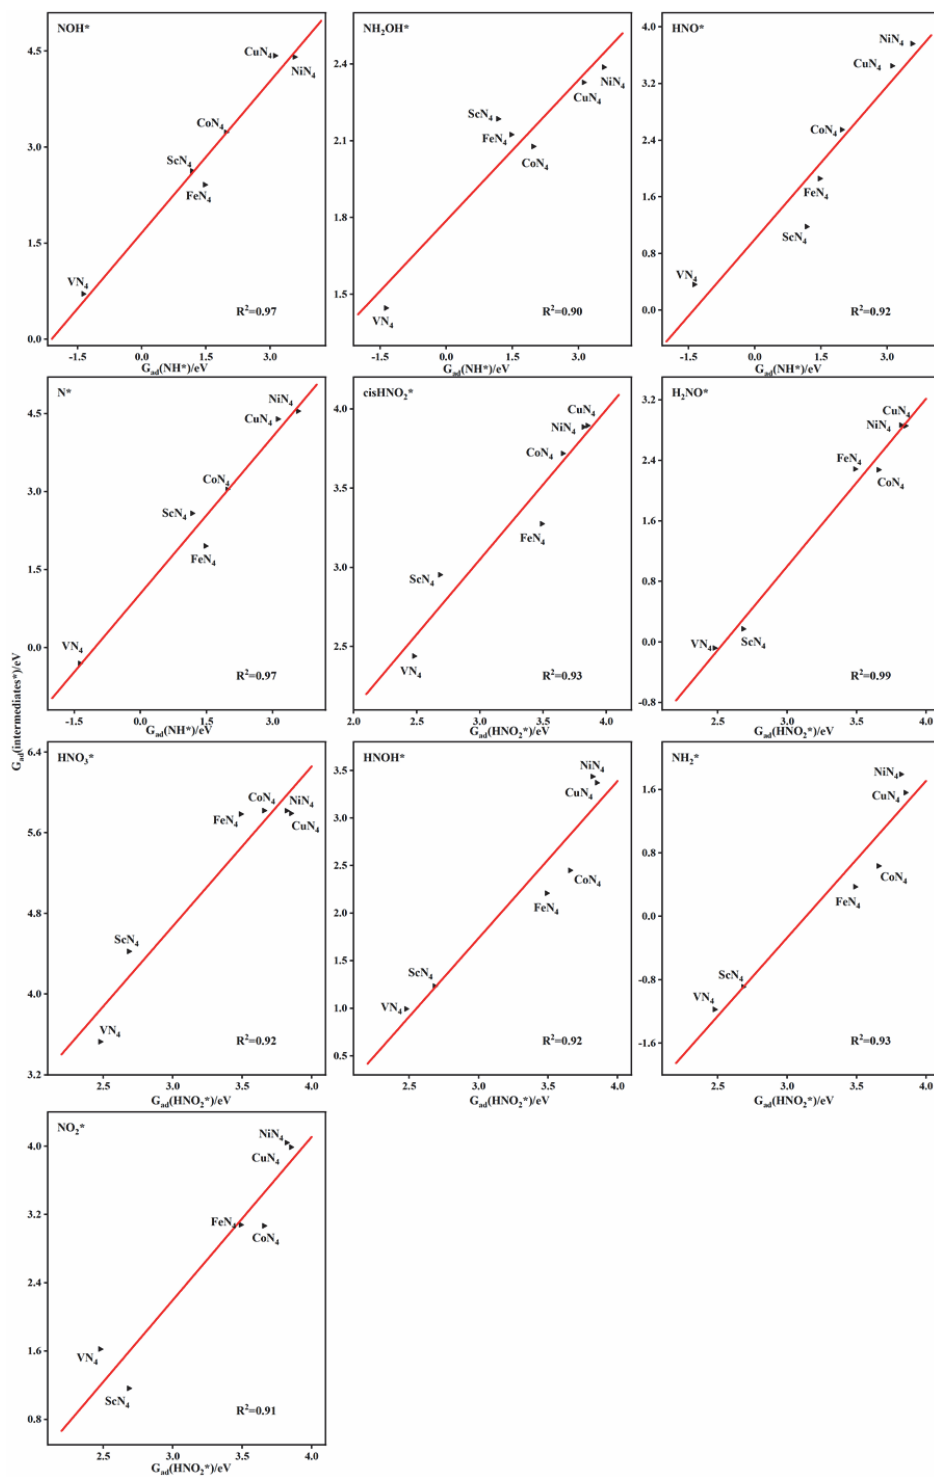 NOH*
4.5
3.0
1.5
0.0
CuN₄
NiN₄
CoN₄
ScN₄
FeN₄
VN₄
R²=0.97
-1.5 0.0 1.5 3.0
G_ad(NH*)/eV
NH₂OH*
2.4
2.1
1.8
1.5
NiN₄
CuN₄
ScN₄
FeN₄
CoN₄
VN₄
R²=0.90
-1.5 0.0 1.5 3.0
G_ad(NH*)/eV
HNO*
4.0
3.2
2.4
1.6
0.8
0.0
NiN₄
CuN₄
CoN₄
FeN₄
ScN₄
VN₄
R²=0.92
-1.5 0.0 1.5 3.0
G_ad(NH*)/eV
G_ad(intermediates*)/eV
N*
4.5
3.0
1.5
0.0
NiN₄
CuN₄
CoN₄
ScN₄
FeN₄
VN₄
R²=0.97
-1.5 0.0 1.5 3.0
G_ad(NH*)/eV
cisHNO₂*
4.0
3.5
3.0
2.5
CuN₄
NiN₄
CoN₄
FeN₄
ScN₄
VN₄
R²=0.93
2.0 2.5 3.0 3.5 4.0
G_ad(HNO₂*)/eV
H₂NO*
3.2
2.4
1.6
0.8
0.0
-0.8
CuN₄
NiN₄
FeN₄
CoN₄
VN₄
ScN₄
R²=0.99
2.5 3.0 3.5 4.0
G_ad(HNO₂*)/eV
HNO₃*
6.4
5.6
4.8
4.0
3.2
CoN₄
NiN₄
FeN₄
CuN₄
ScN₄
VN₄
R²=0.92
2.5 3.0 3.5 4.0
G_ad(HNO₂*)/eV
HNOH*
3.5
3.0
2.5
2.0
1.5
1.0
0.5
NiN₄
CuN₄
CoN₄
FeN₄
ScN₄
VN₄
R²=0.92
2.5 3.0 3.5 4.0
G_ad(HNO₂*)/eV
NH₂*
1.6
0.8
0.0
-0.8
-1.6
NiN₄
CuN₄
CoN₄
FeN₄
ScN₄
VN₄
R²=0.93
2.5 3.0 3.5 4.0
G_ad(HNO₂*)/eV
NO₂*
4.0
3.2
2.4
1.6
0.8
NiN₄
CuN₄
FeN₄
CoN₄
VN₄
ScN₄
R²=0.91
2.5 3.0 3.5 4.0
G_ad(HNO₂*)/eV